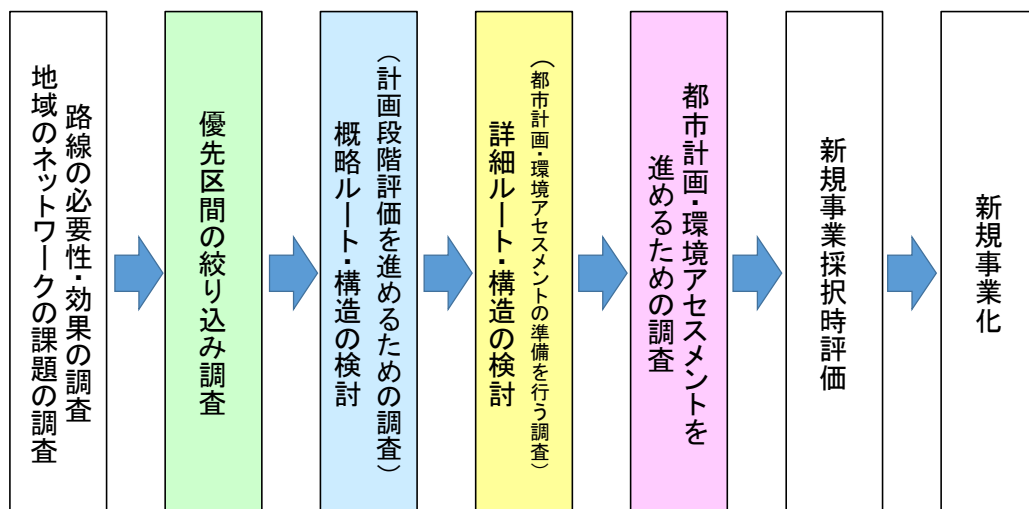 路線の必要性・効果の調査
地域のネットワークの課題の調査
優先区間の絞り込み調査
（計画段階評価を進めるための調査）
概略ルート・構造の検討
（都市計画・環境アセスメントの準備を行う調査）
詳細ルート・構造の検討
都市計画・環境アセスメントを
進めるための調査
新規事業採択時評価
新規事業化